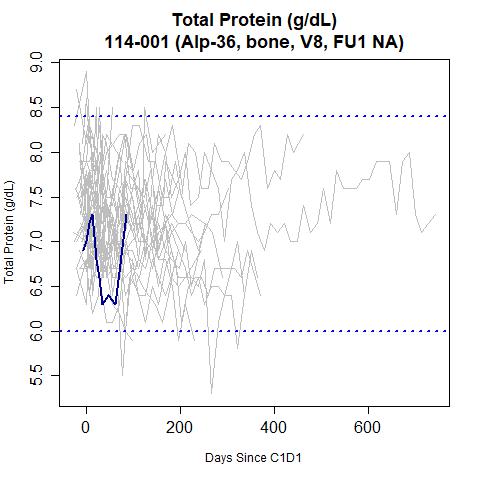 Total Protein (g/dL)
114-001 (Alp-36, bone, V8, FU1 NA)
Total Protein (g/dL)
9.0
8.5
8.0
7.5
7.0
6.5
6.0
5.5
0 200 400 600
Days Since C1D1